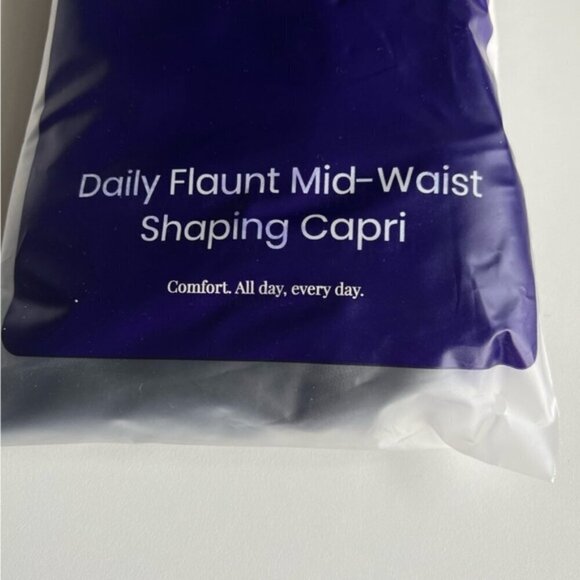 Daily Flaunt Mid-Waist
Shaping Capri
Comfort. All day, every day.